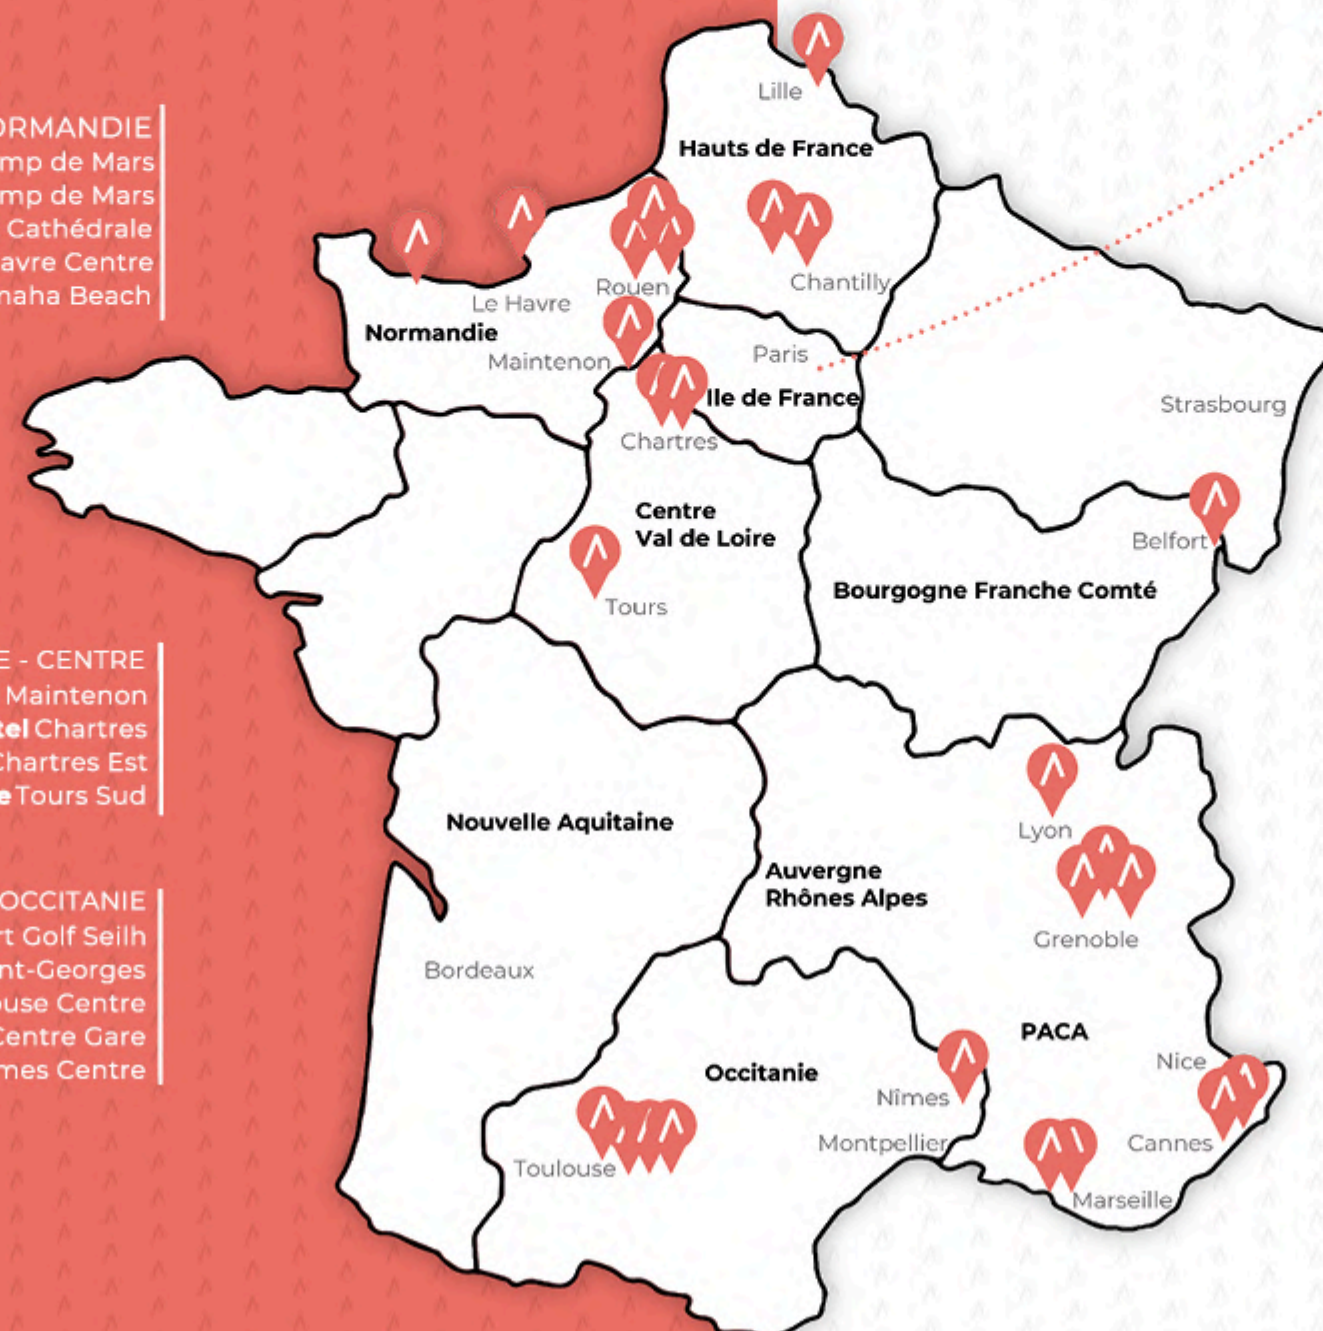 ORMANDIE
mp de Mars
mp de Mars
Cathédrale
avre Centre
naha Beach
E - CENTRE
Maintenon
tel Chartres
Chartres Est
e Tours Sud
OCCITANIE
rt Golf Seilh
nt-Georges
ouse Centre
Centre Gare
mes Centre
Lille
Hauts de France
Chantilly
Rouen
Le Havre
Normandie
Maintenon
Paris
Ile de France
Chartres
Strasbourg
Centre
Val de Loire
Belfort
Bourgogne Franche Comté
Tours
Nouvelle Aquitaine
Lyon
Auvergne
Rhônes Alpes
Grenoble
Bordeaux
PACA
Nice
Occitanie
Nîmes
Montpellier
Cannes
Toulouse
Marseille